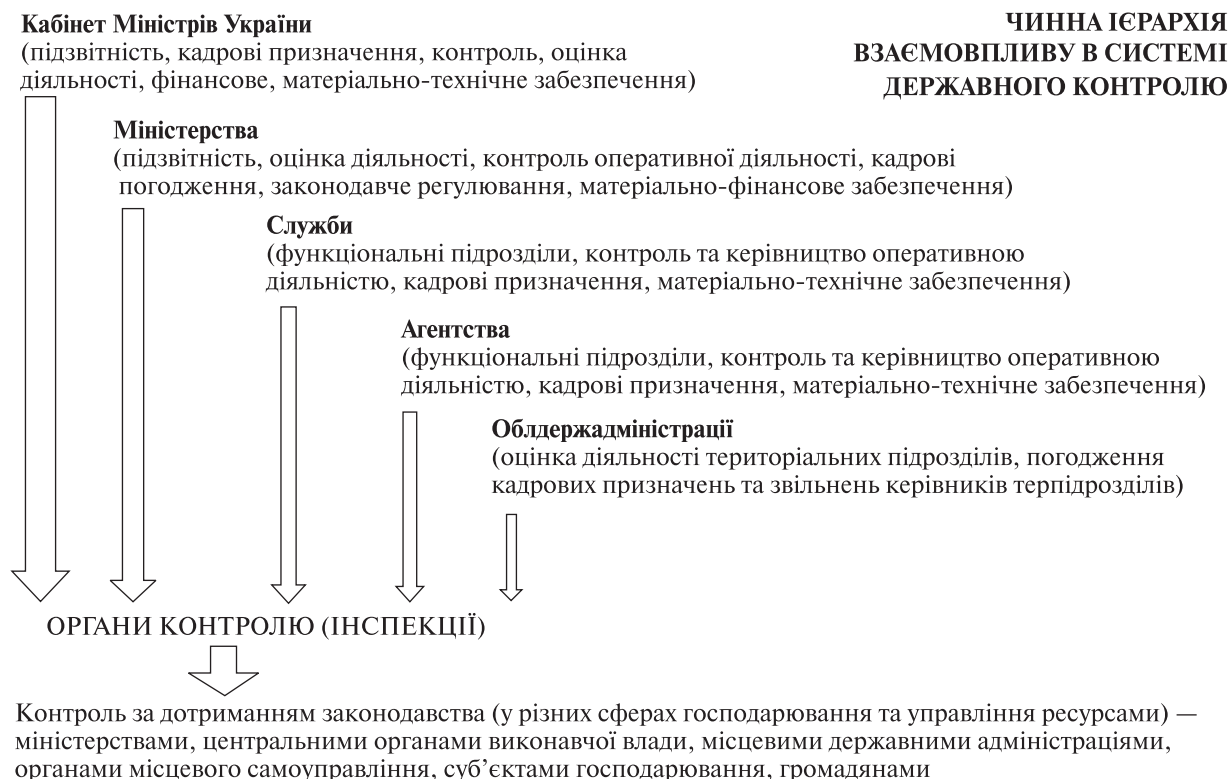 Кабінет Міністрів України
(підзвітність, кадрові призначення, контроль, оцінка
діяльності, фінансове, матеріально-технічне забезпечення)
ЧИННА ІЄРАРХІЯ
ВЗАЄМОВПЛИВУ В СИСТЕМІ
ДЕРЖАВНОГО КОНТРОЛЮ
Міністерства
(підзвітність, оцінка діяльності, контроль оперативної діяльності, кадрові
погодження, законодавче регулювання, матеріально-фінансове забезпечення)
Служби
(функціональні підрозділи, контроль та керівництво оперативною
діяльністю, кадрові призначення, матеріально-технічне забезпечення)
Агентства
(функціональні підрозділи, контроль та керівництво оперативною
діяльністю, кадрові призначення, матеріально-технічне забезпечення)
Облдержадміністрації
(оцінка діяльності територіальних підрозділів, погодження
кадрових призначень та звільнень керівників терпідрозділів)
ОРГАНИ КОНТРОЛЮ (ІНСПЕКЦІЇ)
Контроль за дотриманням законодавства (у різних сферах господарювання та управління ресурсами) —
міністерствами, центральними органами виконавчої влади, місцевими державними адміністраціями,
органами місцевого самоуправління, суб’єктами господарювання, громадянами